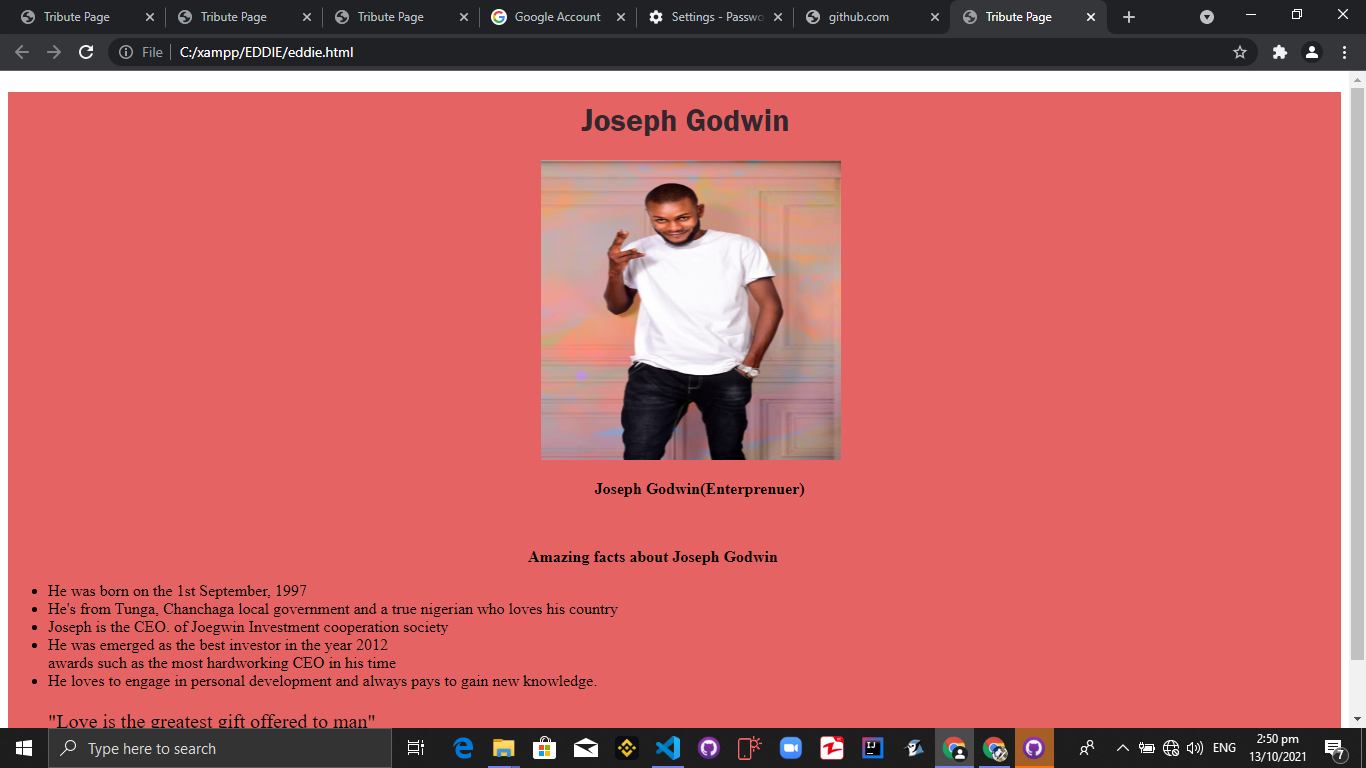 Tribute Page
Tribute Page
Tribute Page
Google Account
Settings - Passwo
github.com
Tribute Page
File
C:/xampp/EDDIE/eddie.html
Joseph Godwin
Joseph Godwin(Enterprenuer)
Amazing facts about Joseph Godwin
He was born on the 1st September, 1997
He's from Tunga, Chanchaga local government and a true nigerian who loves his country
Joseph is the CEO. of Joegwin Investment cooperation society
He was emerged as the best investor in the year 2012
awards such as the most hardworking CEO in his time
He loves to engage in personal development and always pays to gain new knowledge.
"Love is the greatest gift offered to man"
Type here to search
IJ
ENG
2:50 pm
13/10/2021
7